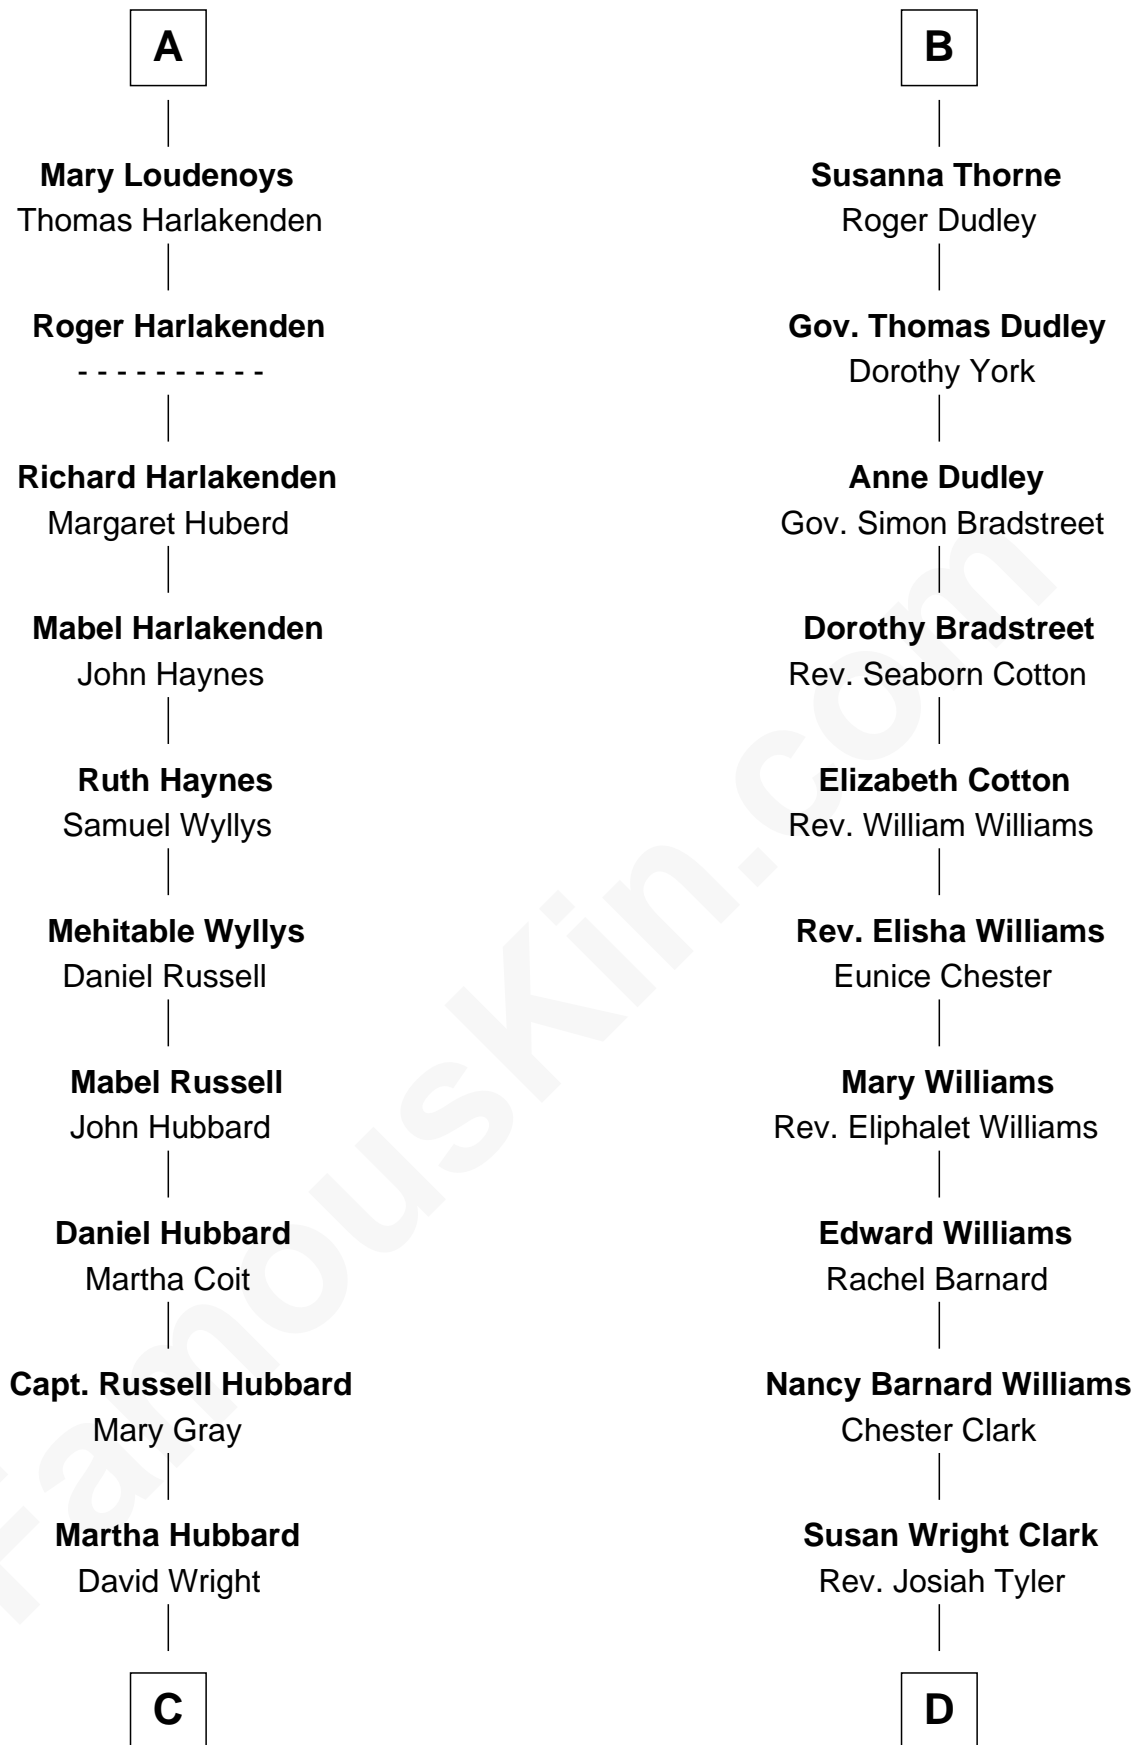 A
Mary Loudenoys
Thomas Harlakenden
Roger Harlakenden
- - - - - - - - - -
Richard Harlakenden
Margaret Huberd
Mabel Harlakenden
John Haynes
Ruth Haynes
Samuel Wyllys
Mehitable Wyllys
Daniel Russell
Mabel Russell
John Hubbard
Daniel Hubbard
Martha Coit
Capt. Russell Hubbard
Mary Gray
Martha Hubbard
David Wright
C
B
Susanna Thorne
Roger Dudley
Gov. Thomas Dudley
Dorothy York
Anne Dudley
Gov. Simon Bradstreet
Dorothy Bradstreet
Rev. Seaborn Cotton
Elizabeth Cotton
Rev. William Williams
Rev. Elisha Williams
Eunice Chester
Mary Williams
Rev. Eliphalet Williams
Edward Williams
Rachel Barnard
Nancy Barnard Williams
Chester Clark
Susan Wright Clark
Rev. Josiah Tyler
D
FamousKin.com